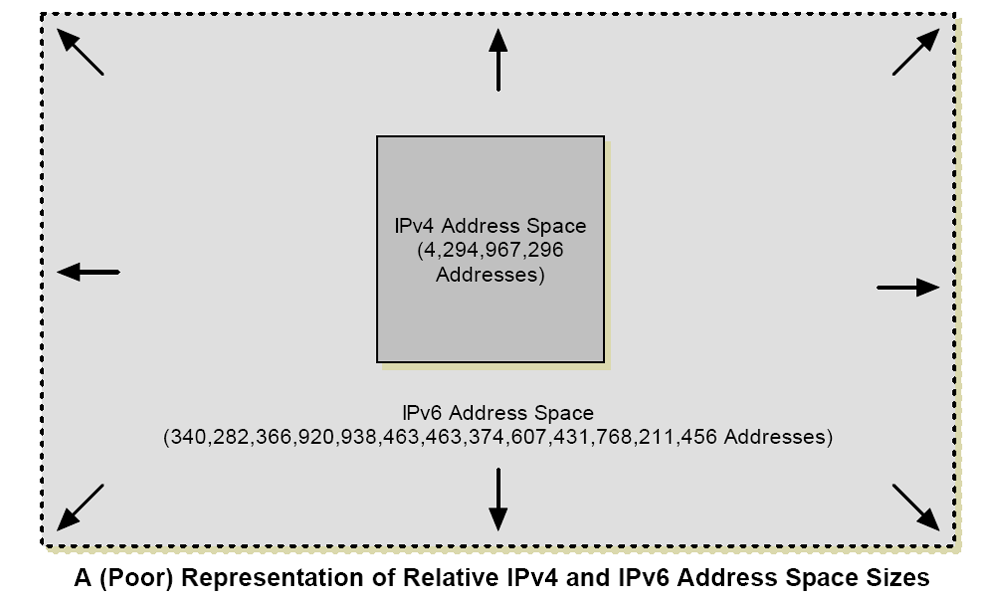 IPv4 Address Space
(4,294,967,296
Addresses)
IPv6 Address Space
(340,282,366,920,938,463,463,374,607,431,768,211,456 Addresses)
A (Poor) Representation of Relative IPv4 and IPv6 Address Space Sizes